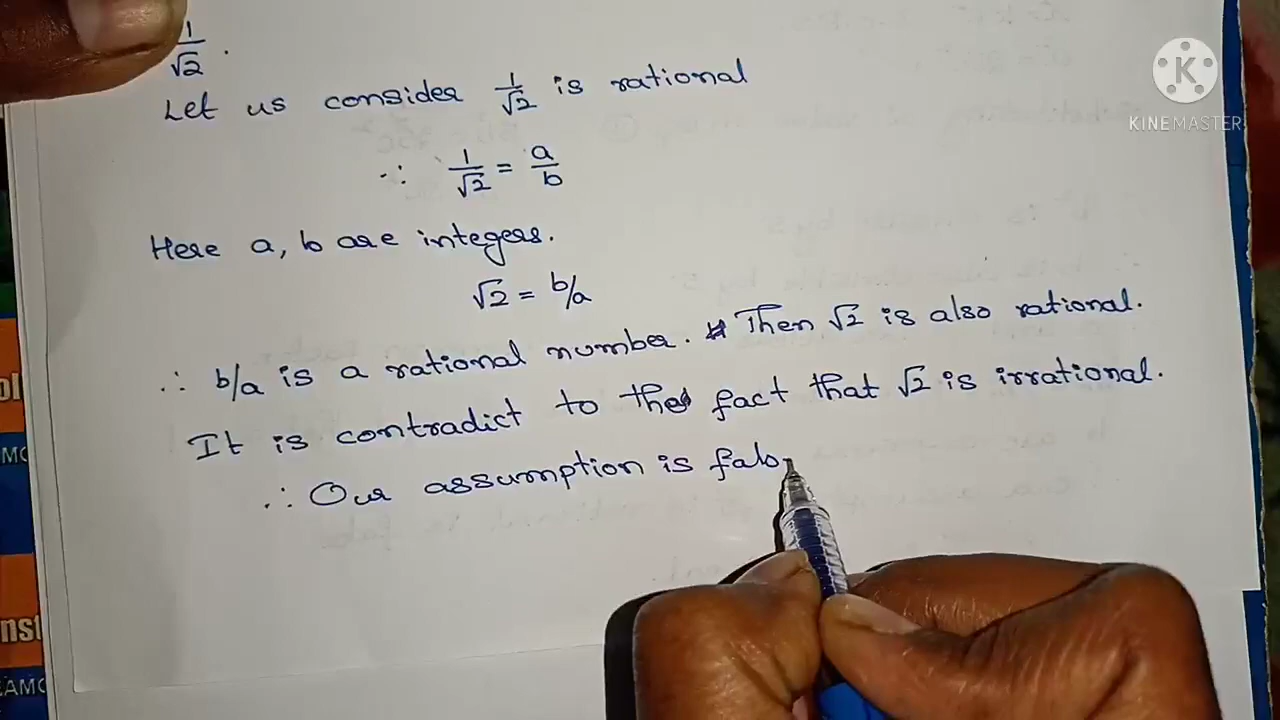 1/√2 .
Let us consider 1/√2 is rational
∴ 1/√2 = a/b
Here a, b are integers.
√2 = b/a
∴ b/a is a rational number. Then √2 is also rational.
It is contradict to the fact that √2 is irrational.
∴ Our assumption is fals
KINEMASTER